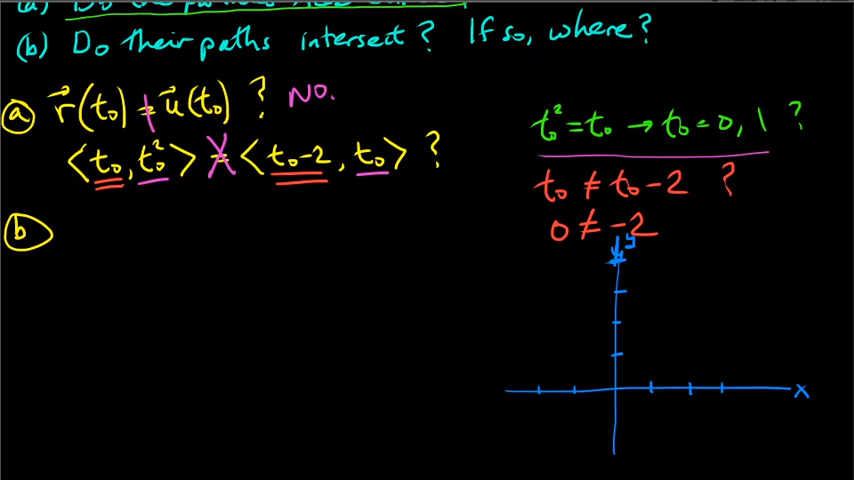 (b) Do their paths intersect? If so, where?
(a) r⃗(t₀) ≠ u⃗(t₀) ? NO.
<t₀, t₀²> ≠ <t₀-2, t₀> ?
t₀² = t₀ → t₀ = 0, 1 ?
t₀ ≠ t₀-2 ?
0 ≠ -2
(b)
y
x